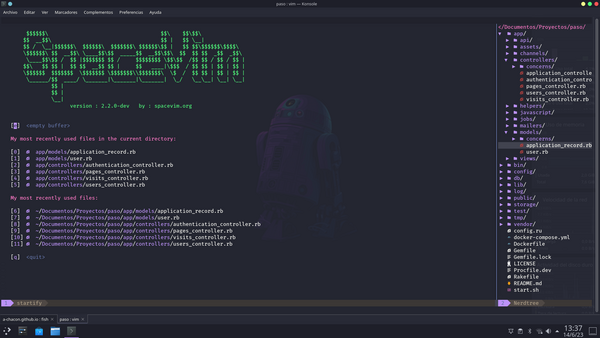 paso : vim — Konsole
Archivo Editar Ver Marcadores Complementos Preferencias Ayuda
version : 2.2.0-dev by : spacevim.org
<empty buffer>
My most recently used files in the current directory:
[0] app/models/application_record.rb
[1] app/models/user.rb
[2] app/controllers/authentication_controller.rb
[3] app/controllers/pages_controller.rb
[4] app/controllers/visits_controller.rb
[5] app/controllers/users_controller.rb
My most recently used files:
[6] ~/Documentos/Proyectos/paso/app/models/application_record.rb
[7] ~/Documentos/Proyectos/paso/app/models/user.rb
[8] ~/Documentos/Proyectos/paso/app/controllers/authentication_controller.rb
[9] ~/Documentos/Proyectos/paso/app/controllers/pages_controller.rb
[10] ~/Documentos/Proyectos/paso/app/controllers/visits_controller.rb
[11] ~/Documentos/Proyectos/paso/app/controllers/users_controller.rb
[q] <quit>
startify
</Documentos/Proyectos/paso/
app/
api/
assets/
channels/
controllers/
concerns/
application_controlle
authentication_contro
pages_controller.rb
users_controller.rb
visits_controller.rb
helpers/
javascript/
jobs/
mailers/
models/
concerns/
application_record.rb
user.rb
views/
bin/
config/
db/
lib/
log/
public/
storage/
test/
tmp/
vendor/
config.ru
docker-compose.yml
Dockerfile
Gemfile
Gemfile.lock
LICENSE
Procfile.dev
Rakefile
README.md
start.sh
Nerdtree
a-chacon.github.io : fish
paso : vim
13:37
14/6/23